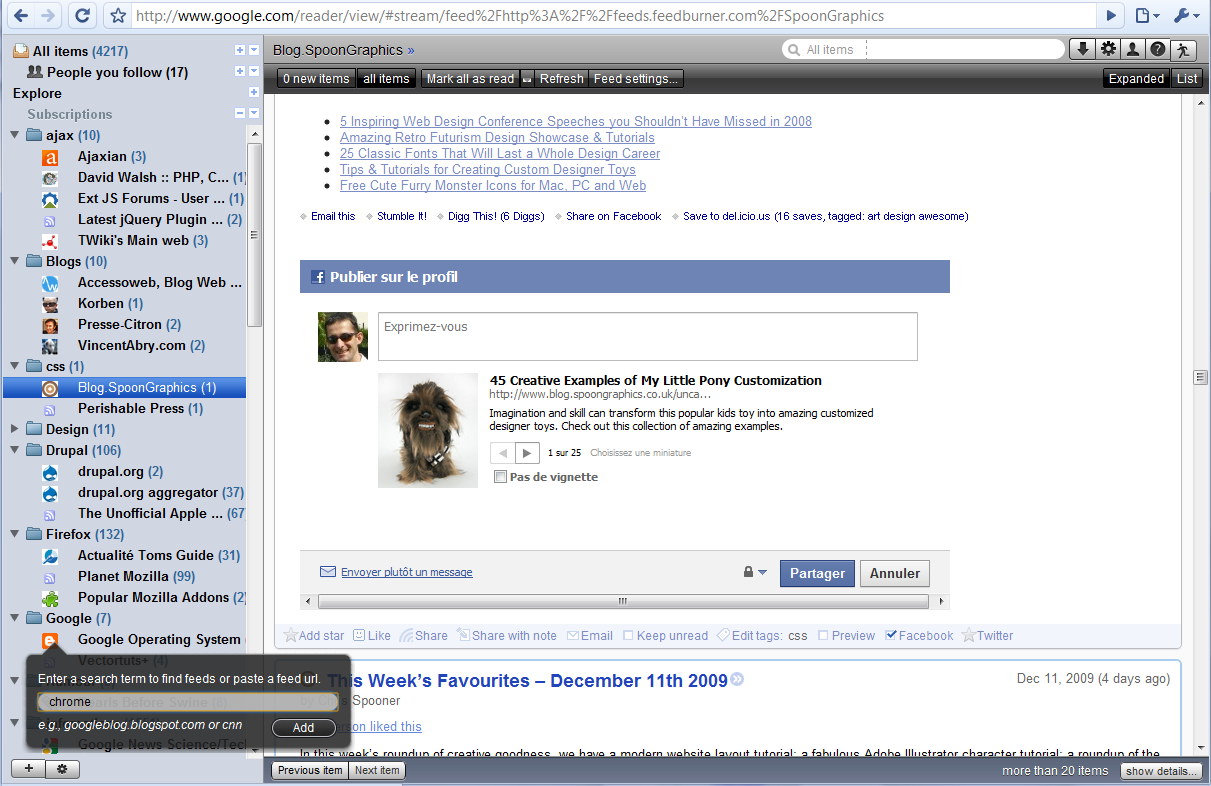 http://www.google.com/reader/view/#stream/feed%2Fhttp%3A%2F%2Ffeeds.feedburner.com%2FSpoonGraphics
All items (4217)
People you follow (17)
Explore
Subscriptions
ajax (10)
Ajaxian (3)
David Walsh :: PHP, C... (1)
Ext JS Forums - User ... (1)
Latest jQuery Plugin ... (2)
TWiki's Main web (3)
Blogs (10)
Accessoweb, Blog Web ...
Korben (1)
Presse-Citron (2)
VincentAbry.com (2)
css (1)
Blog.SpoonGraphics (1)
Perishable Press (1)
Design (11)
Drupal (106)
drupal.org (2)
drupal.org aggregator (37)
The Unofficial Apple ... (67
Firefox (132)
Actualité Toms Guide (31)
Planet Mozilla (99)
Popular Mozilla Addons (2
Google (7)
Google Operating System
Vectortuts+ (4)
Enter a search term to find feeds or paste a feed url.
chrome
e.g., googleblog.blogspot.com or cnn
Add
Google News Science/Tech
Blog.SpoonGraphics »
All items
0 new items all items Mark all as read Refresh Feed settings...
Expanded List
5 Inspiring Web Design Conference Speeches you Shouldn't Have Missed in 2008
Amazing Retro Futurism Design Showcase & Tutorials
25 Classic Fonts That Will Last a Whole Design Career
Tips & Tutorials for Creating Custom Designer Toys
Free Cute Furry Monster Icons for Mac, PC and Web
Email this Stumble It! Digg This! (6 Diggs) Share on Facebook Save to del.icio.us (16 saves, tagged: art design awesome)
Publier sur le profil
Exprimez-vous
45 Creative Examples of My Little Pony Customization
http://www.blog.spoongraphics.co.uk/unca...
Imagination and skill can transform this popular kids toy into amazing customized
designer toys. Check out this collection of amazing examples.
1 sur 25 Choisissez une miniature
Pas de vignette
Envoyer plutôt un message
Partager Annuler
Add star Like Share Share with note Email Keep unread Edit tags: css Preview Facebook Twitter
This Week's Favourites – December 11th 2009
Dec 11, 2009 (4 days ago)
Spooner
liked this
In this week's roundup of creative goodness, we have a modern website layout tutorial; a fabulous Adobe Illustrator character tutorial; a roundup of the
Previous item Next item
more than 20 items show details...